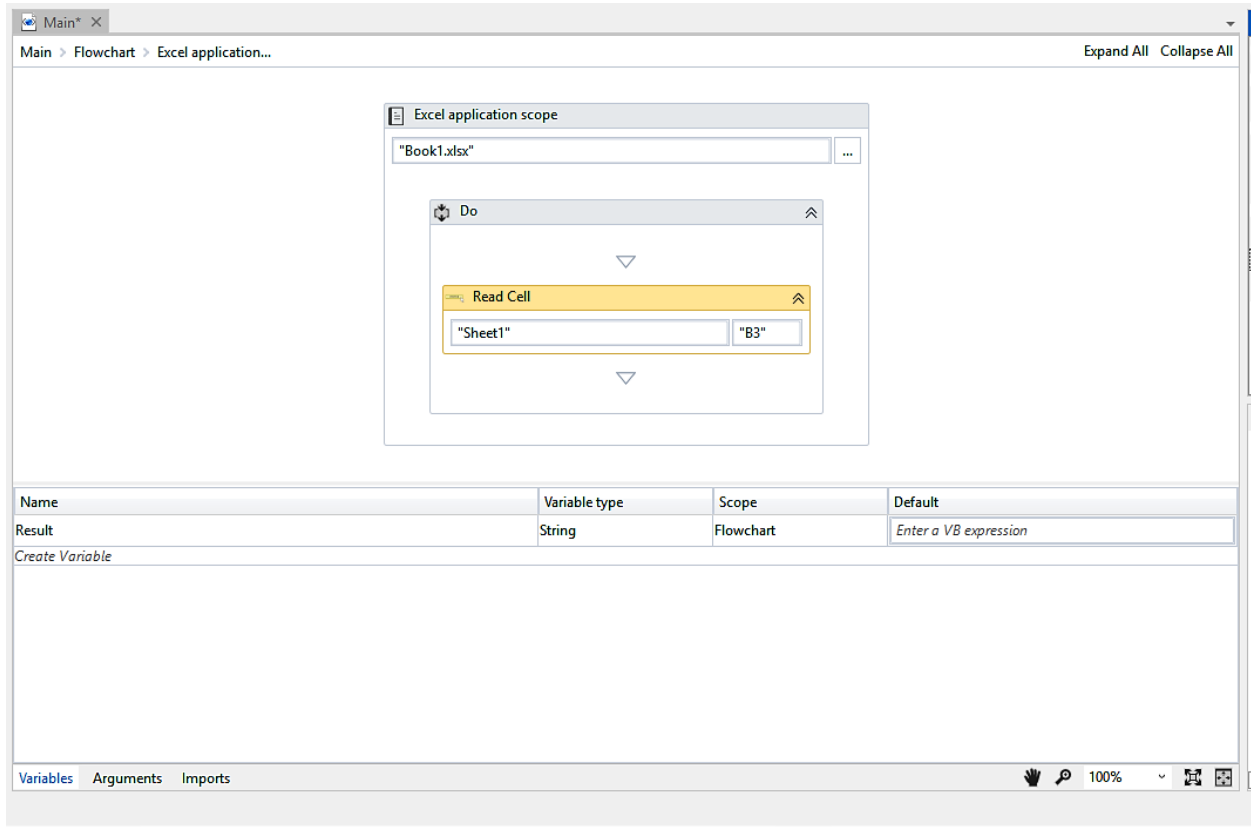 Main*
Main > Flowchart > Excel application...
Expand All Collapse All
Excel application scope
"Book1.xlsx"
...
Do
Read Cell
"Sheet1" "B3"
Name Variable type Scope Default
Result String Flowchart Enter a VB expression
Create Variable
Variables Arguments Imports
100%